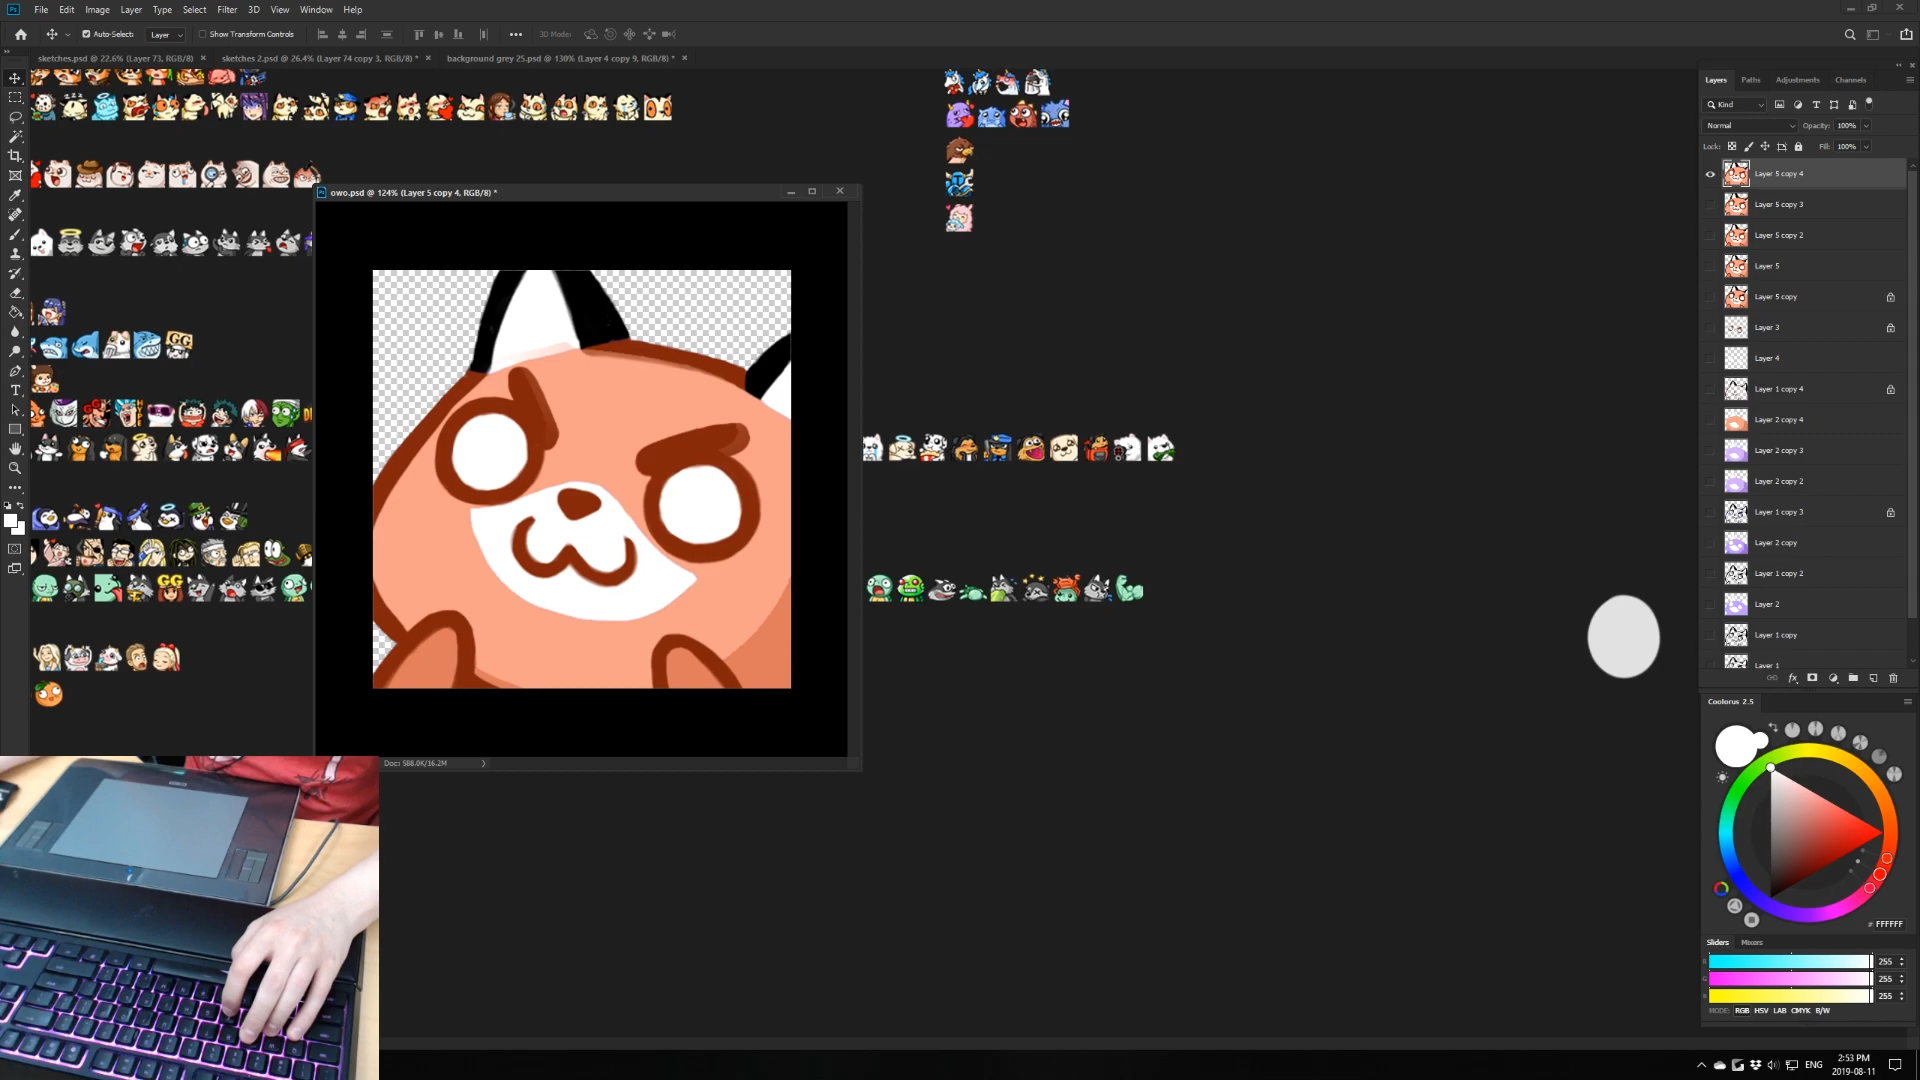 Ps File Edit Image Layer Type Select Filter 3D View Window Help
Auto-Select: Layer Show Transform Controls 3D Mode:
sketches.psd @ 22.6% (Layer 73, RGB/8) × sketches 2.psd @ 26.4% (Layer 74 copy 3, RGB/8) * × background grey 25.psd @ 130% (Layer 4 copy 9, RGB/8) * ×
Layers Paths Adjustments Channels
Kind
Normal Opacity: 100%
Lock: Fill: 100%
owo.psd @ 124% (Layer 5 copy 4, RGB/8) *
Layer 5 copy 4
Layer 5 copy 3
Layer 5 copy 2
Layer 5
Layer 5 copy
Layer 3
Layer 4
Layer 1 copy 4
Layer 2 copy 4
Layer 2 copy 3
Layer 2 copy 2
Layer 1 copy 3
Layer 2 copy
Layer 1 copy 2
Layer 2
Layer 1 copy
Layer 1
GG
GG
Doc: 588.0K/16.2M
Coolorus 2.5
# FFFFFF
Sliders Mixers
255
255
255
MODE: RGB HSV LAB CMYK B/W
ENG 2:53 PM
2019-08-11